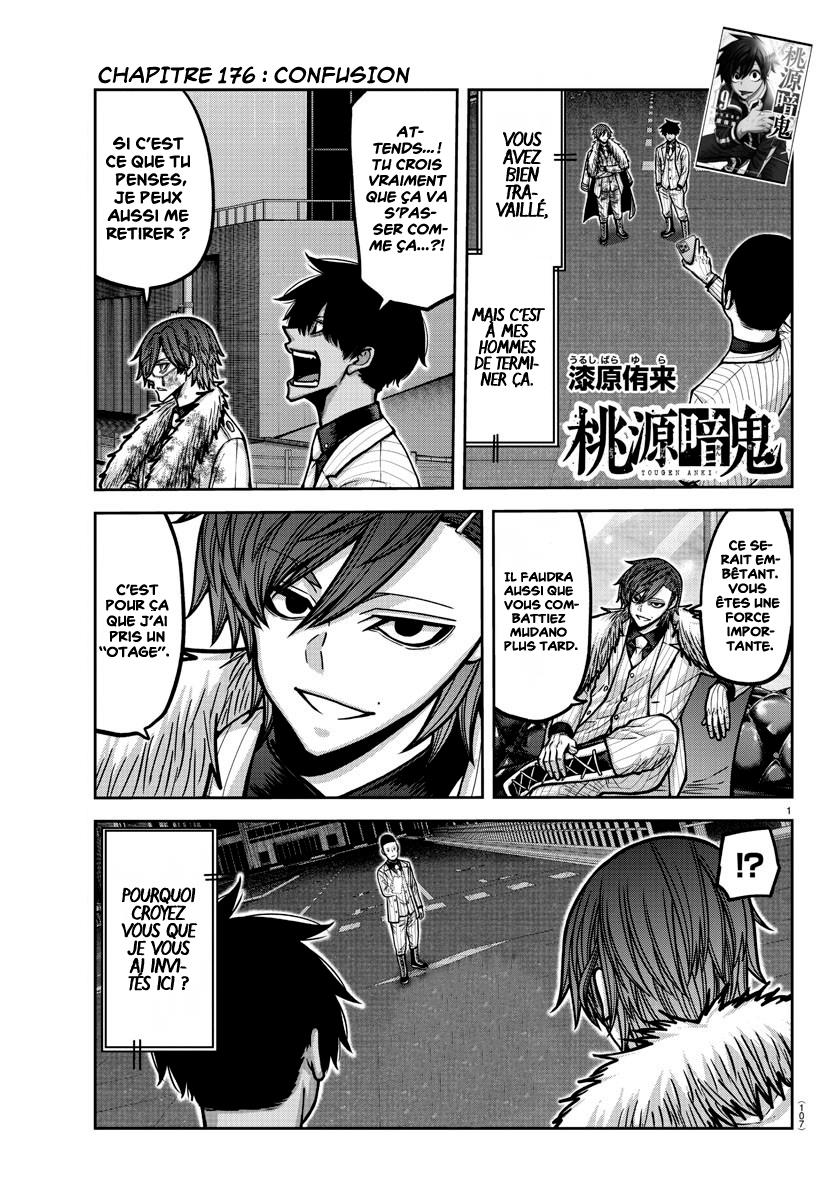 CHAPITRE 176 : CONFUSION
桃源暗鬼
9
VOUS
AVEZ
BIEN
TRA-
VAILLÉ,
MAIS C'EST
À MES
HOMMES
DE TERMI-
NER ÇA.
うるしばら ゆら
漆原侑来
桃源暗鬼
TOUGEN ANKI
AT-
TENDS...!
TU CROIS
VRAIMENT
QUE ÇA VA
S'PAS-
SER COM-
ME ÇA...?!
SI C'EST
CE QUE TU
PENSES,
JE PEUX
AUSSI ME
RETIRER ?
CE SE-
RAIT EM-
BÊTANT.
VOUS
ÊTES UNE
FORCE
IMPOR-
TANTE.
IL FAUDRA
AUSSI QUE
VOUS COM-
BATTIEZ
MUDANO
PLUS TARD.
C'EST
POUR ÇA
QUE J'AI
PRIS UN
"OTAGE".
1
!?
POURQUOI
CROYEZ
VOUS QUE
JE VOUS
AI INVI-
TÉS ICI ?
(107)